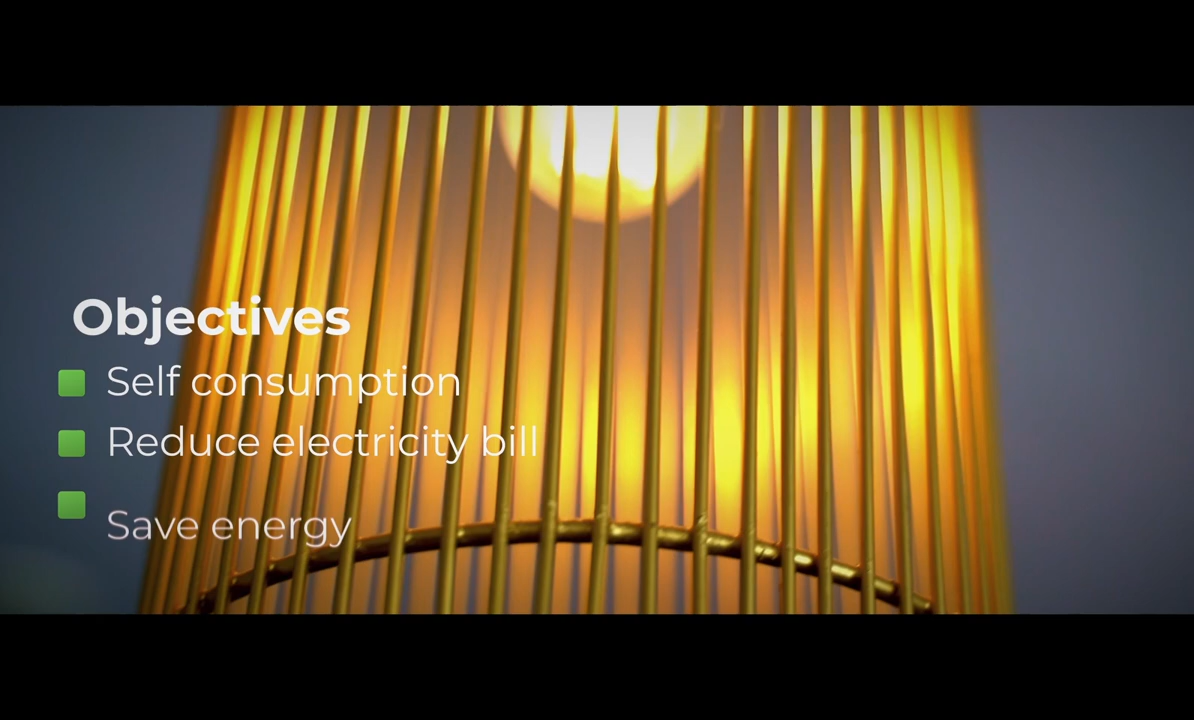 Objectives
Self consumption
Reduce electricity bill
Save energy